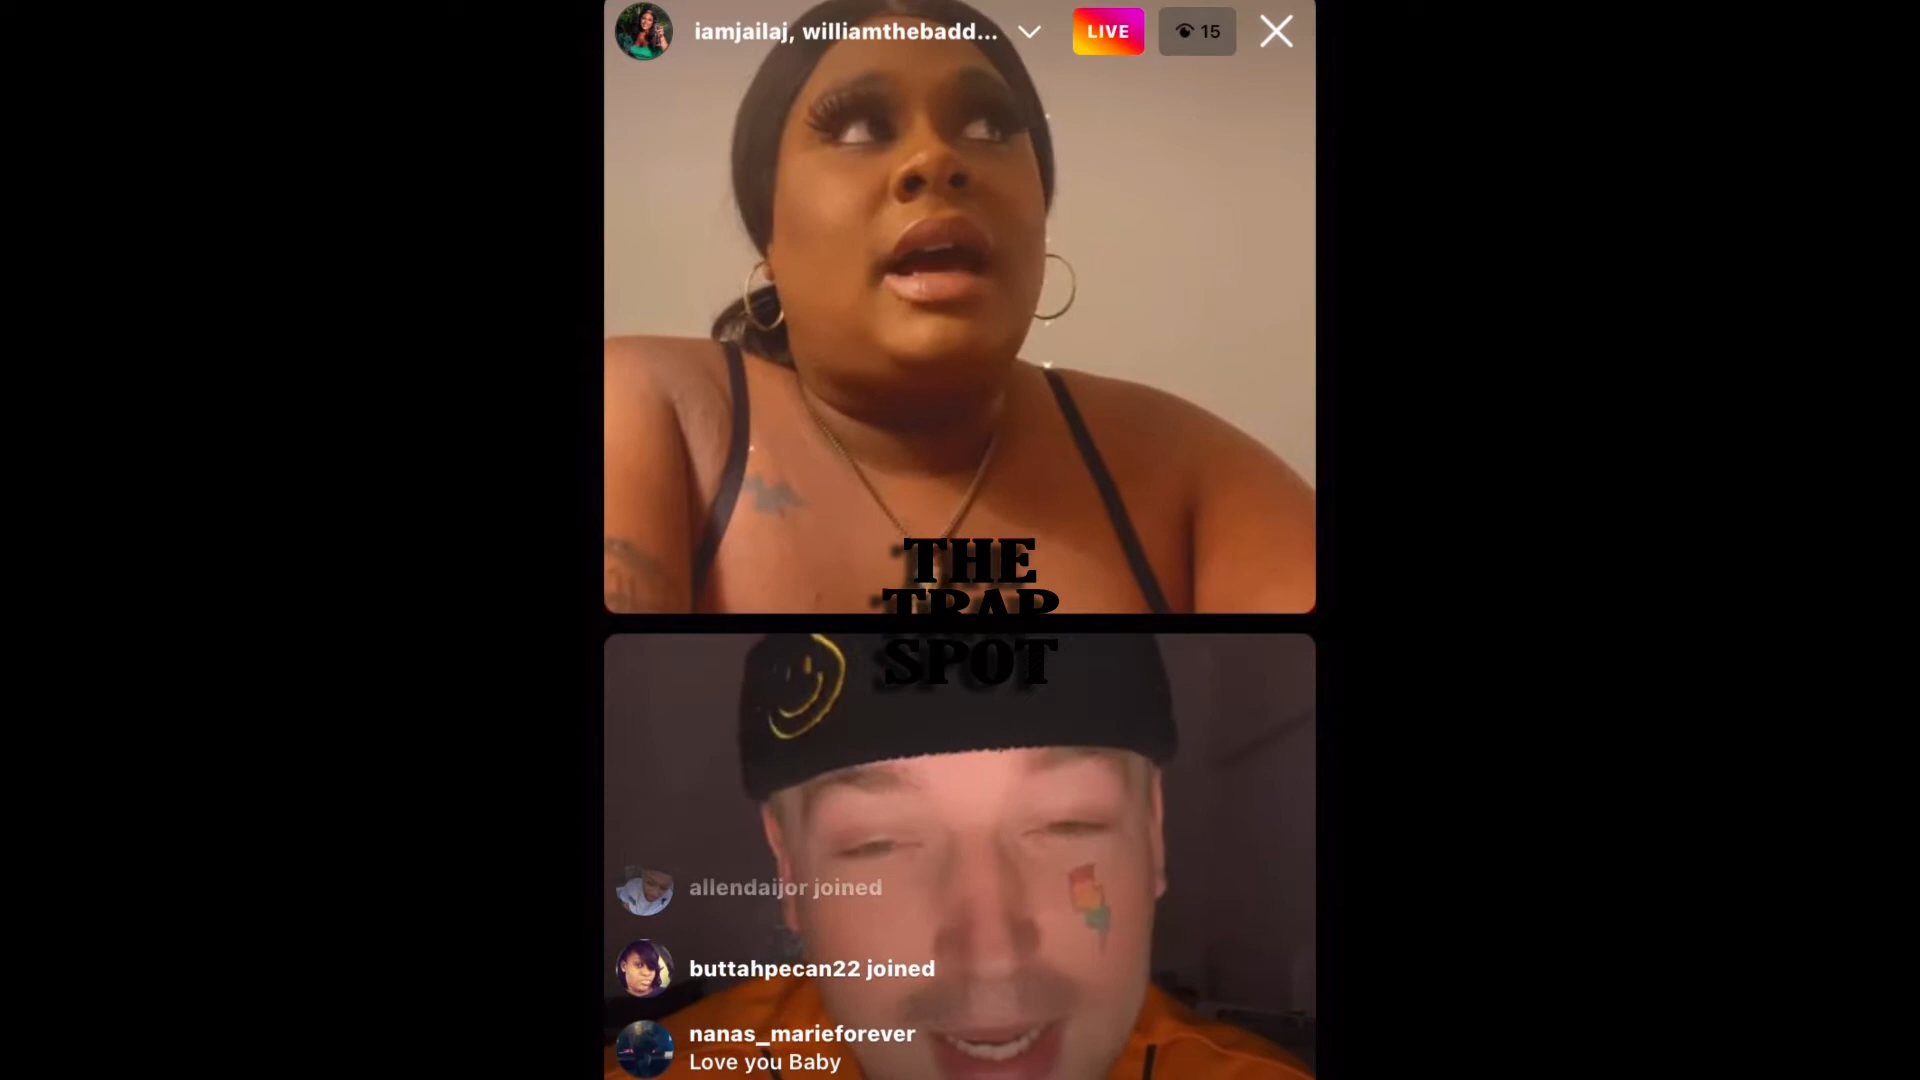 iamjailaj, williamthebadd...
LIVE
15
THE
TRAP
SPOT
allendaijor joined
buttahpecan22 joined
nanas_marieforever
Love you Baby